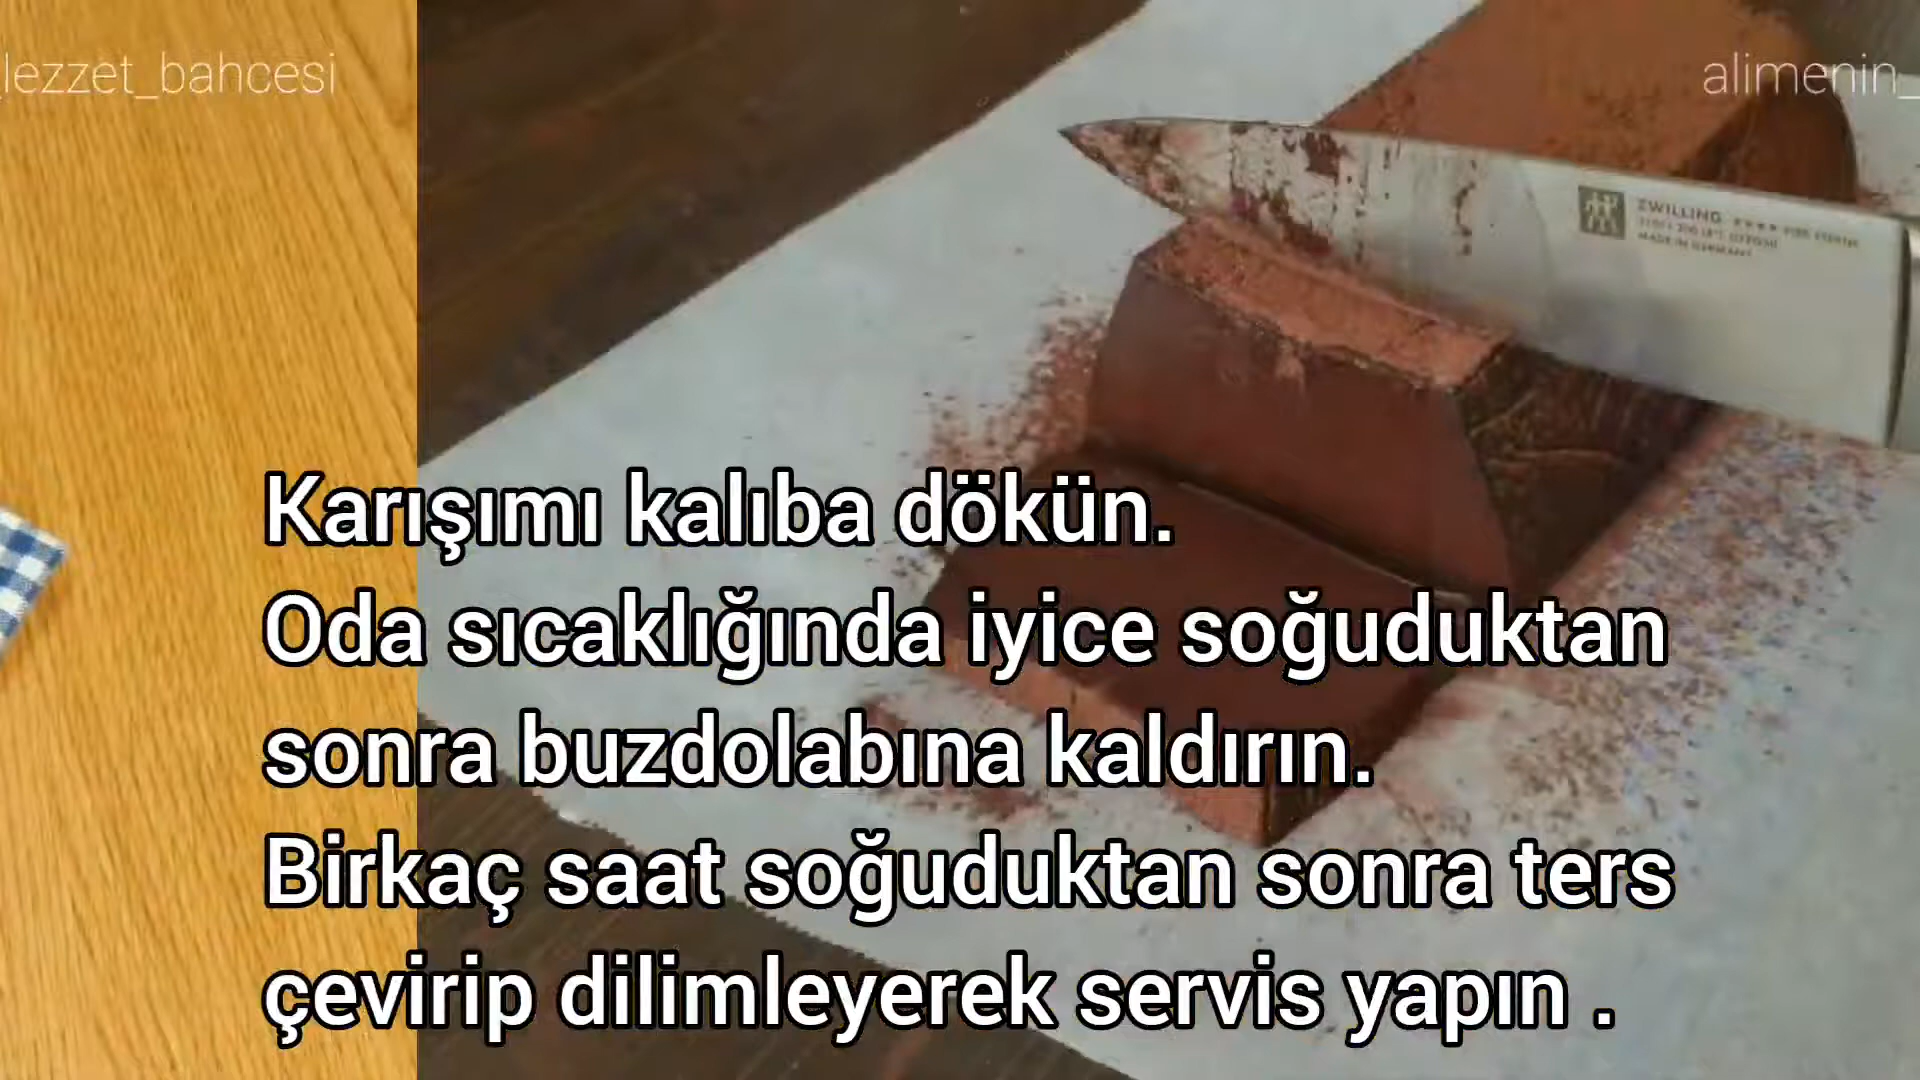 lezzet_bahcesi
alimenin_
ZWILLING
MADE IN GERMANY
Karışımı kalıba dökün.
Oda sıcaklığında iyice soğuduktan
sonra buzdolabına kaldırın.
Birkaç saat soğuduktan sonra ters
çevirip dilimleyerek servis yapın .